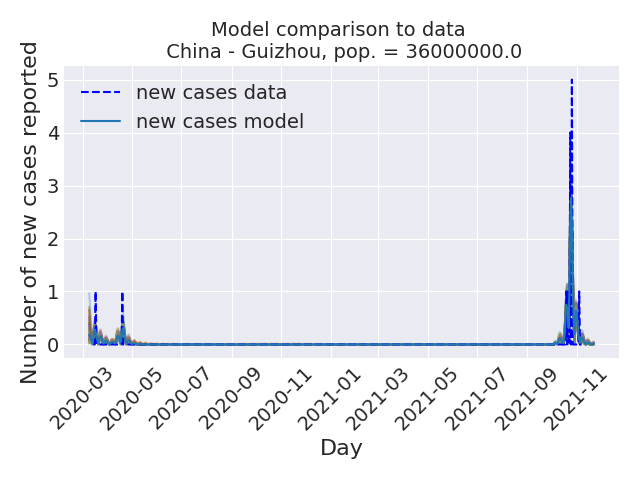 Model comparison to data
China - Guizhou, pop. = 36000000.0
Number of new cases reported
5
4
3
2
1
0
new cases data
new cases model
2020-03
2020-05
2020-07
2020-09
2020-11
2021-01
2021-03
2021-05
2021-07
2021-09
2021-11
Day